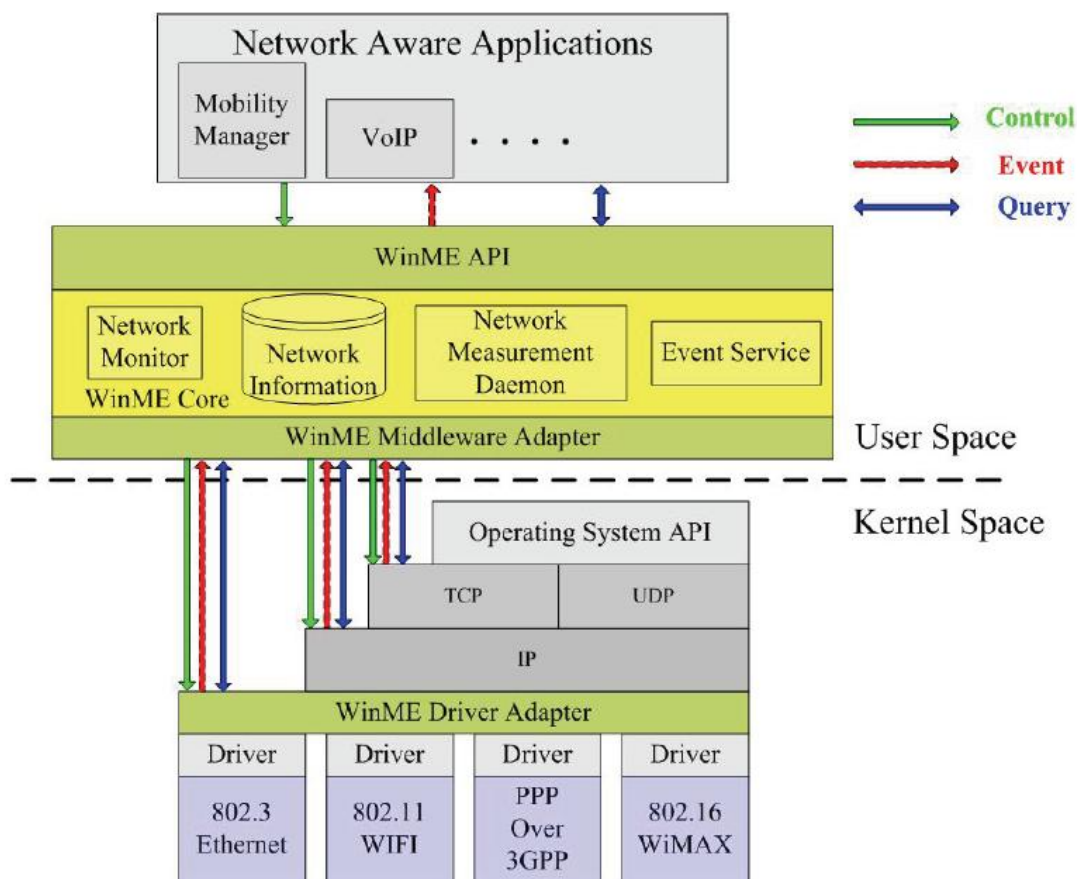 Network Aware Applications
Mobility
Manager
VoIP
. . . .
Control
Event
Query
WinME API
Network
Monitor
Network
Information
Network
Measurement
Daemon
Event Service
WinME Core
WinME Middleware Adapter
User Space
Kernel Space
Operating System API
TCP
UDP
IP
WinME Driver Adapter
Driver
Driver
Driver
Driver
802.3
Ethernet
802.11
WIFI
PPP
Over
3GPP
802.16
WiMAX